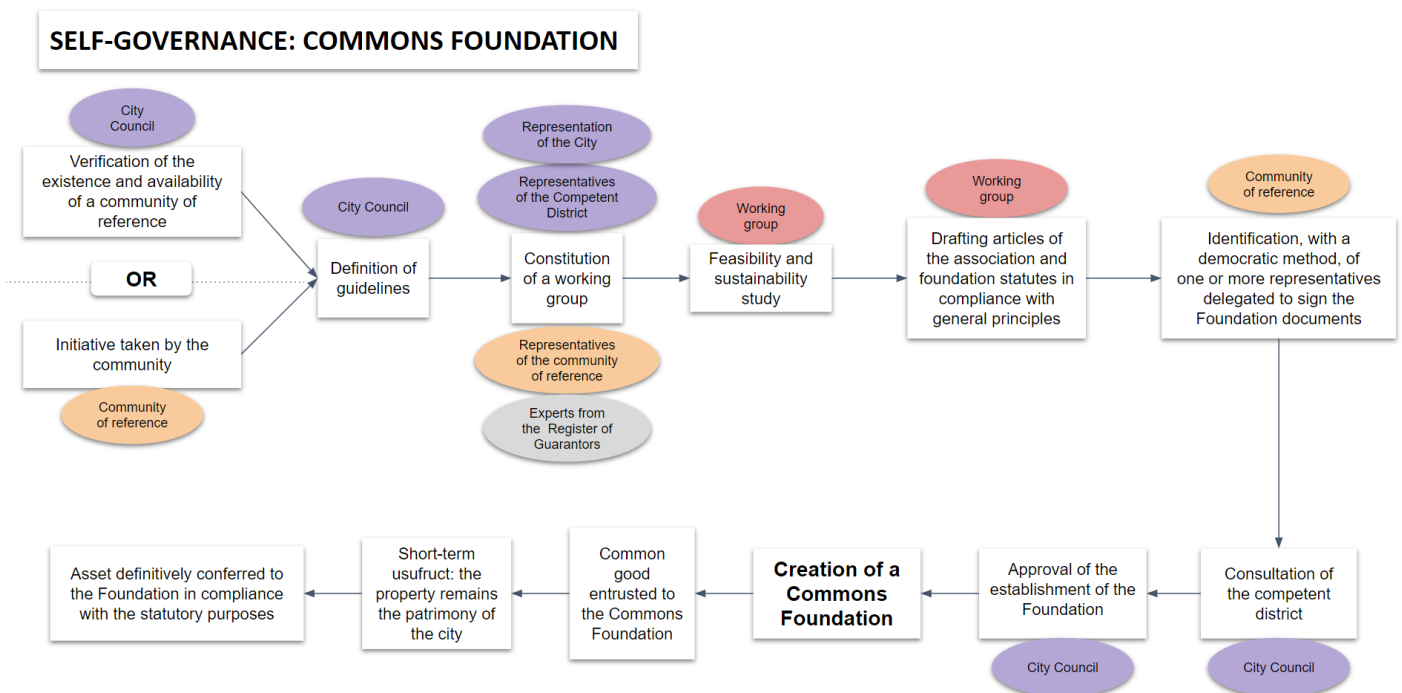 SELF-GOVERNANCE: COMMONS FOUNDATION
City
Council
Verification of the
existence and availability
of a community of
reference
OR
Initiative taken by the
community
Community
of reference
City Council
Definition of
guidelines
Representation
of the City
Representatives
of the Competent
District
Constitution
of a working
group
Representatives
of the community
of reference
Experts from
the Register of
Guarantors
Working
group
Feasibility and
sustainability
study
Working
group
Drafting articles of
the association and
foundation statutes in
compliance with
general principles
Community
of reference
Identification, with a
democratic method, of
one or more representatives
delegated to sign the
Foundation documents
Consultation of
the competent
district
City Council
Approval of the
establishment of the
Foundation
City Council
Creation of a
Commons
Foundation
Common
good
entrusted to
the Commons
Foundation
Short-term
usufruct: the
property remains
the patrimony of
the city
Asset definitively conferred to
the Foundation in compliance
with the statutory purposes